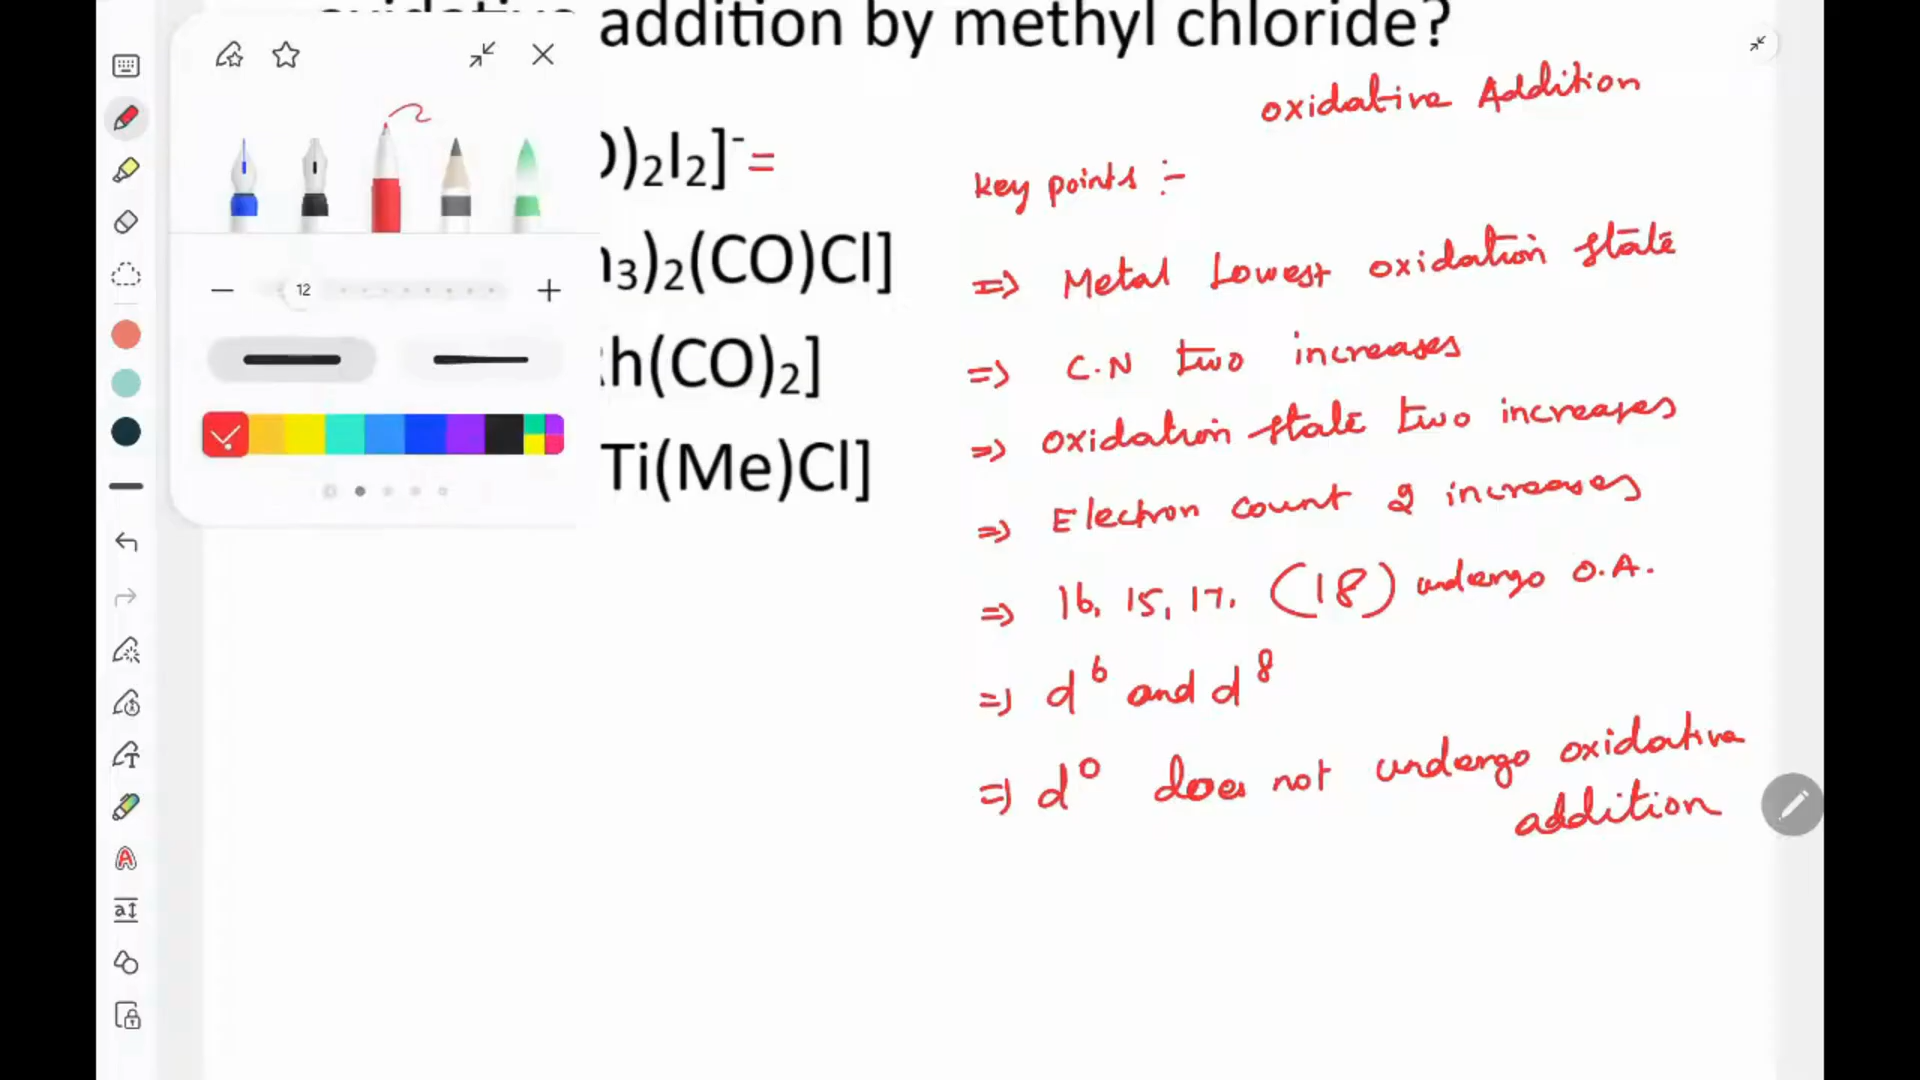 addition by methyl chloride?
oxidative Addition
)₂I₂]⁻=
Key points :-
₃)₂(CO)Cl]
=> Metal Lowest oxidation state
h(CO)₂]
=> C.N two increases
Ti(Me)Cl]
=> oxidation state two increases
=> Electron count 2 increases
=> 16, 15, 17, (18) undergo O.A.
=> d⁶ and d⁸
=> d⁰ does not undergo oxidative
addition
12